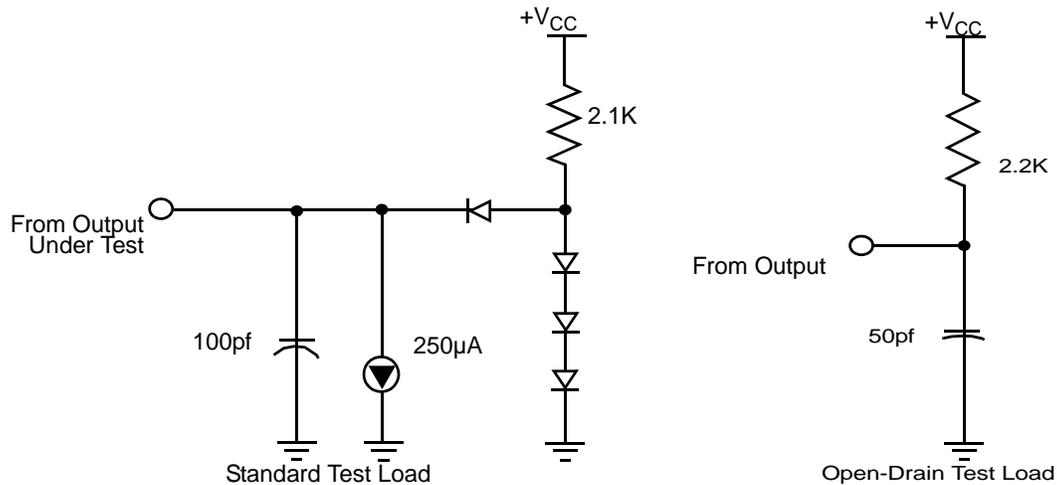 +VCC
2.1K
From Output
Under Test
100pf
250µA
Standard Test Load
+VCC
2.2K
From Output
50pf
Open-Drain Test Load